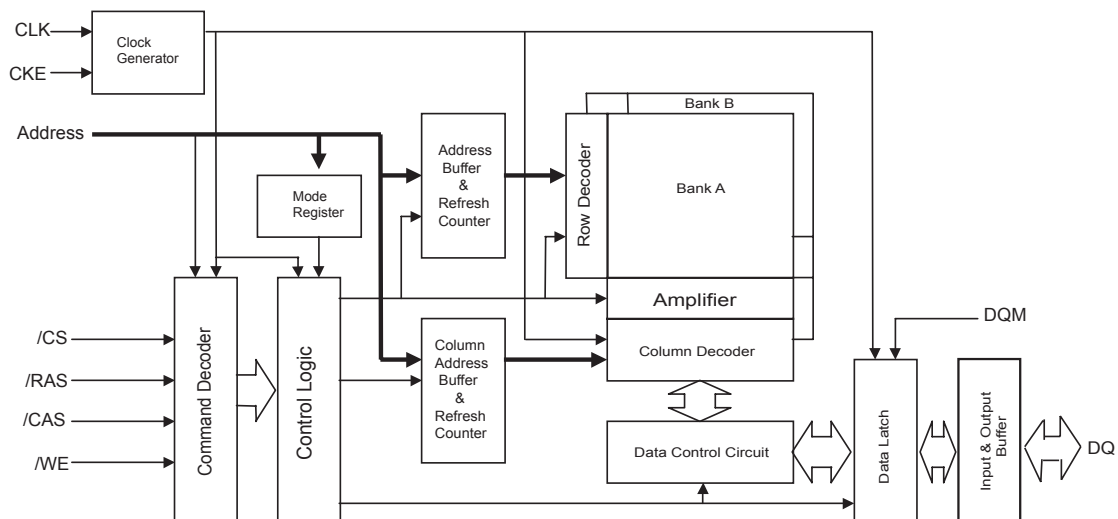 CLK
CKE
Clock
Generator
Address
Mode
Register
Address
Buffer
&
Refresh
Counter
Row Decoder
Bank B
Bank A
Amplifier
Column Decoder
Column
Address
Buffer
&
Refresh
Counter
/CS
/RAS
/CAS
/WE
Command Decoder
Control Logic
Data Control Circuit
DQM
Data Latch
Input & Output
Buffer
DQ